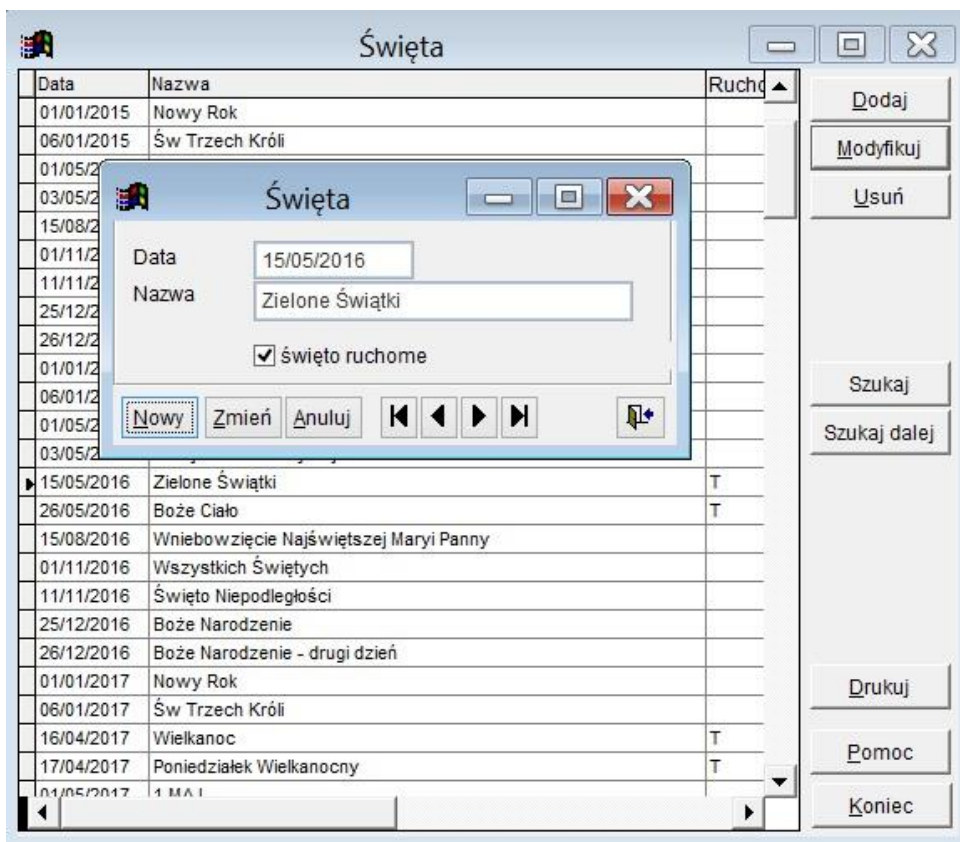 Święta
Data Nazwa Rucho
01/01/2015 Nowy Rok
06/01/2015 Św Trzech Króli
01/05/2
03/05/2
15/08/2
01/11/2
11/11/2
25/12/2
26/12/2
01/01/2
06/01/2
01/05/2
03/05/2
15/05/2016 Zielone Świątki T
26/05/2016 Boże Ciało T
15/08/2016 Wniebowzięcie Najświętszej Maryi Panny
01/11/2016 Wszystkich Świętych
11/11/2016 Święto Niepodległości
25/12/2016 Boże Narodzenie
26/12/2016 Boże Narodzenie - drugi dzień
01/01/2017 Nowy Rok
06/01/2017 Św Trzech Króli
16/04/2017 Wielkanoc T
17/04/2017 Poniedziałek Wielkanocny T
01/05/2017 1 MAJ
Święta
Data 15/05/2016
Nazwa Zielone Świątki
święto ruchome
Nowy Zmień Anuluj
Dodaj
Modyfikuj
Usuń
Szukaj
Szukaj dalej
Drukuj
Pomoc
Koniec